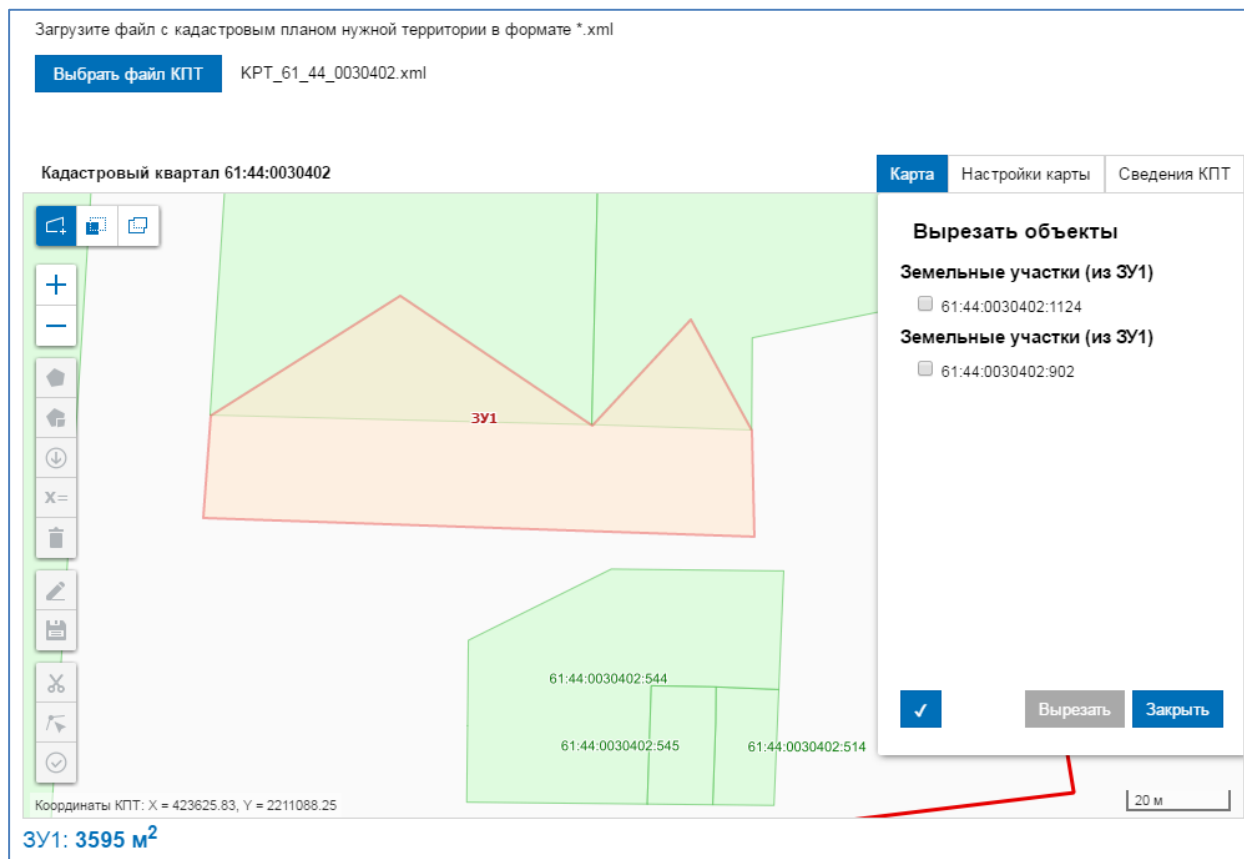 Загрузите файл с кадастровым планом нужной территории в формате *.xml
Выбрать файл КПТ KPT_61_44_0030402.xml
Кадастровый квартал 61:44:0030402
Карта Настройки карты Сведения КПТ
Вырезать объекты
Земельные участки (из ЗУ1)
61:44:0030402:1124
Земельные участки (из ЗУ1)
61:44:0030402:902
ЗУ1
x=
61:44:0030402:544
61:44:0030402:545
61:44:0030402:514
Вырезать Закрыть
Координаты КПТ: X = 423625.83, Y = 2211088.25
20 м
ЗУ1: 3595 м²